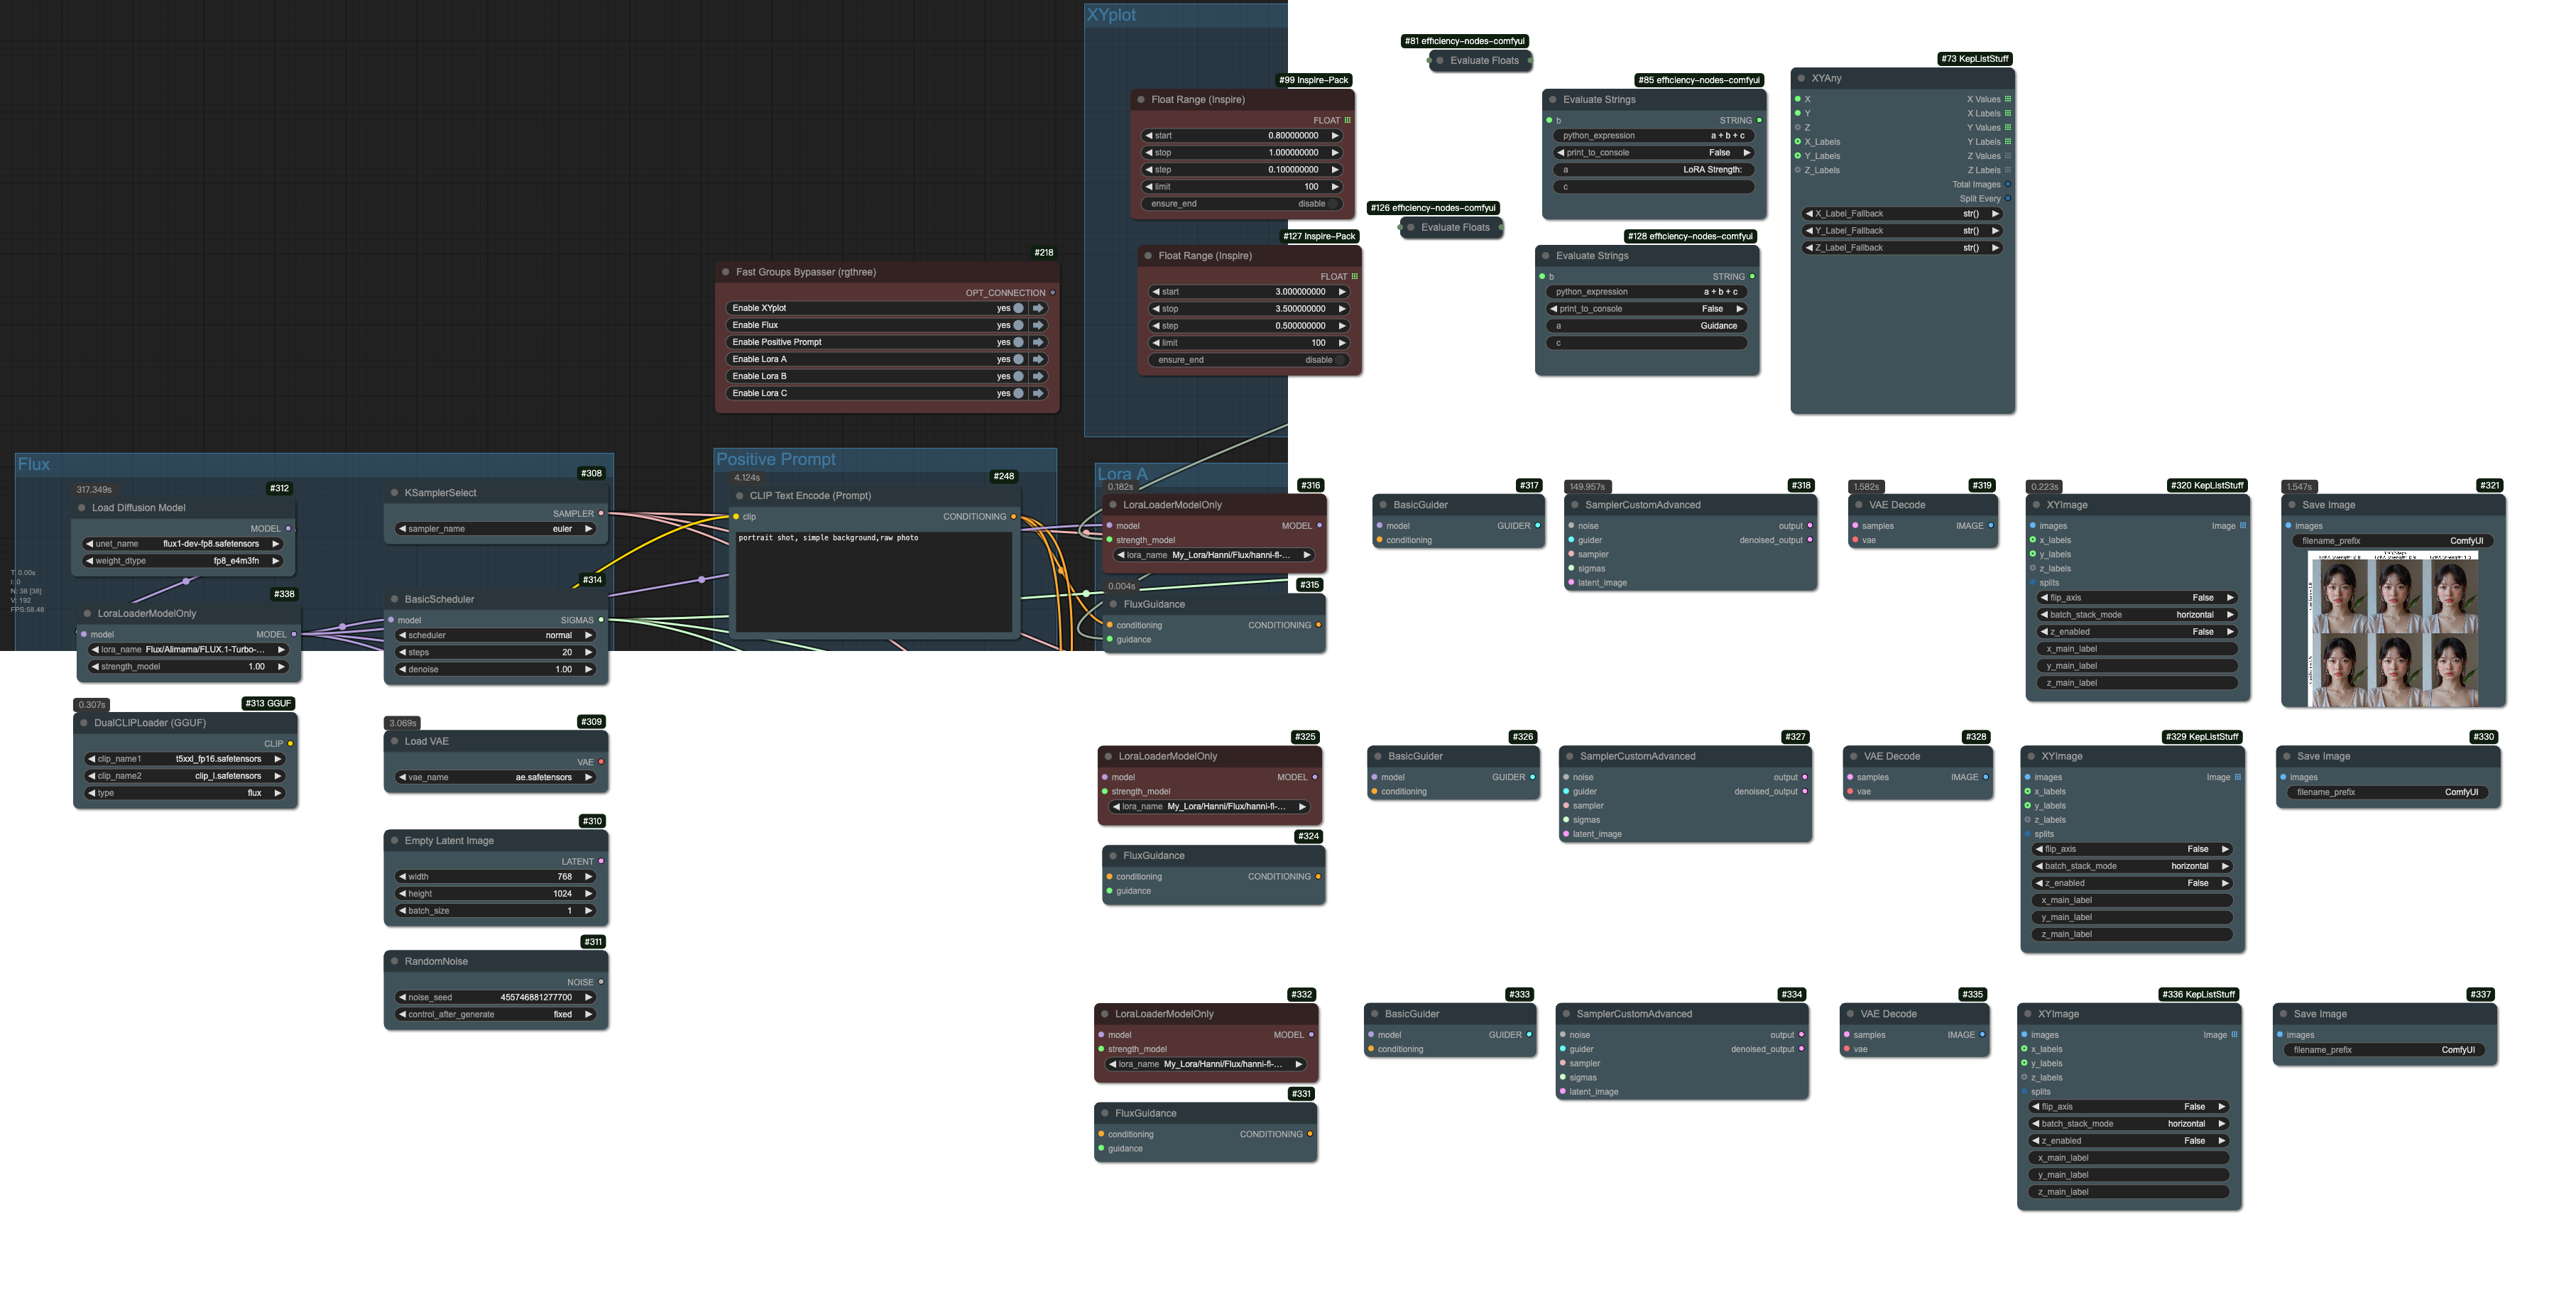 XYplot
#81 efficiency-nodes-comfyui
Evaluate Floats
#99 Inspire-Pack
Float Range (Inspire)
FLOAT
start 0.800000000
stop 1.000000000
step 0.100000000
limit 100
ensure_end disable
#85 efficiency-nodes-comfyui
Evaluate Strings
b STRING
python_expression a + b + c
print_to_console False
a LoRA Strength:
c
#73 KepListStuff
XYAny
X X Values
Y X Labels
Z Y Values
X_Labels Y Labels
Y_Labels Z Values
Z_Labels Z Labels
Total Images
Split Every
X_Label_Fallback str()
Y_Label_Fallback str()
Z_Label_Fallback str()
#126 efficiency-nodes-comfyui
Evaluate Floats
#127 Inspire-Pack
Float Range (Inspire)
FLOAT
start 3.000000000
stop 3.500000000
step 0.500000000
limit 100
ensure_end disable
#128 efficiency-nodes-comfyui
Evaluate Strings
b STRING
python_expression a + b + c
print_to_console False
a Guidance
c
#218
Fast Groups Bypasser (rgthree)
OPT_CONNECTION
Enable XYplot yes
Enable Flux yes
Enable Positive Prompt yes
Enable Lora A yes
Enable Lora B yes
Enable Lora C yes
Flux
317.349s #312
Load Diffusion Model
MODEL
unet_name flux1-dev-fp8.safetensors
weight_dtype fp8_e4m3fn
T: 0.00s
I: 0
N: 38 [38]
V: 192
FPS:58.48
#338
LoraLoaderModelOnly
model MODEL
lora_name Flux/Alimama/FLUX.1-Turbo-...
strength_model 1.00
0.307s #313 GGUF
DualCLIPLoader (GGUF)
CLIP
clip_name1 t5xxl_fp16.safetensors
clip_name2 clip_l.safetensors
type flux
#308
KSamplerSelect
SAMPLER
sampler_name euler
#314
BasicScheduler
model SIGMAS
scheduler normal
steps 20
denoise 1.00
3.069s #309
Load VAE
VAE
vae_name ae.safetensors
#310
Empty Latent Image
LATENT
width 768
height 1024
batch_size 1
#311
RandomNoise
NOISE
noise_seed 455746881277700
control_after_generate fixed
Positive Prompt
4.124s #248
CLIP Text Encode (Prompt)
clip CONDITIONING
portrait shot, simple background,raw photo
Lora A
0.182s #316
LoraLoaderModelOnly
model MODEL
strength_model
lora_name My_Lora/Hanni/Flux/hanni-fl-...
0.004s #315
FluxGuidance
conditioning CONDITIONING
guidance
#317
BasicGuider
model GUIDER
conditioning
149.957s #318
SamplerCustomAdvanced
noise output
guider denoised_output
sampler
sigmas
latent_image
1.582s #319
VAE Decode
samples IMAGE
vae
0.223s #320 KepListStuff
XYImage
images Image
x_labels
y_labels
z_labels
splits
flip_axis False
batch_stack_mode horizontal
z_enabled False
x_main_label
y_main_label
z_main_label
1.547s #321
Save Image
images
filename_prefix ComfyUI
#325
LoraLoaderModelOnly
model MODEL
strength_model
lora_name My_Lora/Hanni/Flux/hanni-fl-...
#324
FluxGuidance
conditioning CONDITIONING
guidance
#326
BasicGuider
model GUIDER
conditioning
#327
SamplerCustomAdvanced
noise output
guider denoised_output
sampler
sigmas
latent_image
#328
VAE Decode
samples IMAGE
vae
#329 KepListStuff
XYImage
images Image
x_labels
y_labels
z_labels
splits
flip_axis False
batch_stack_mode horizontal
z_enabled False
x_main_label
y_main_label
z_main_label
#330
Save Image
images
filename_prefix ComfyUI
#332
LoraLoaderModelOnly
model MODEL
strength_model
lora_name My_Lora/Hanni/Flux/hanni-fl-...
#331
FluxGuidance
conditioning CONDITIONING
guidance
#333
BasicGuider
model GUIDER
conditioning
#334
SamplerCustomAdvanced
noise output
guider denoised_output
sampler
sigmas
latent_image
#335
VAE Decode
samples IMAGE
vae
#336 KepListStuff
XYImage
images Image
x_labels
y_labels
z_labels
splits
flip_axis False
batch_stack_mode horizontal
z_enabled False
x_main_label
y_main_label
z_main_label
#337
Save Image
images
filename_prefix ComfyUI